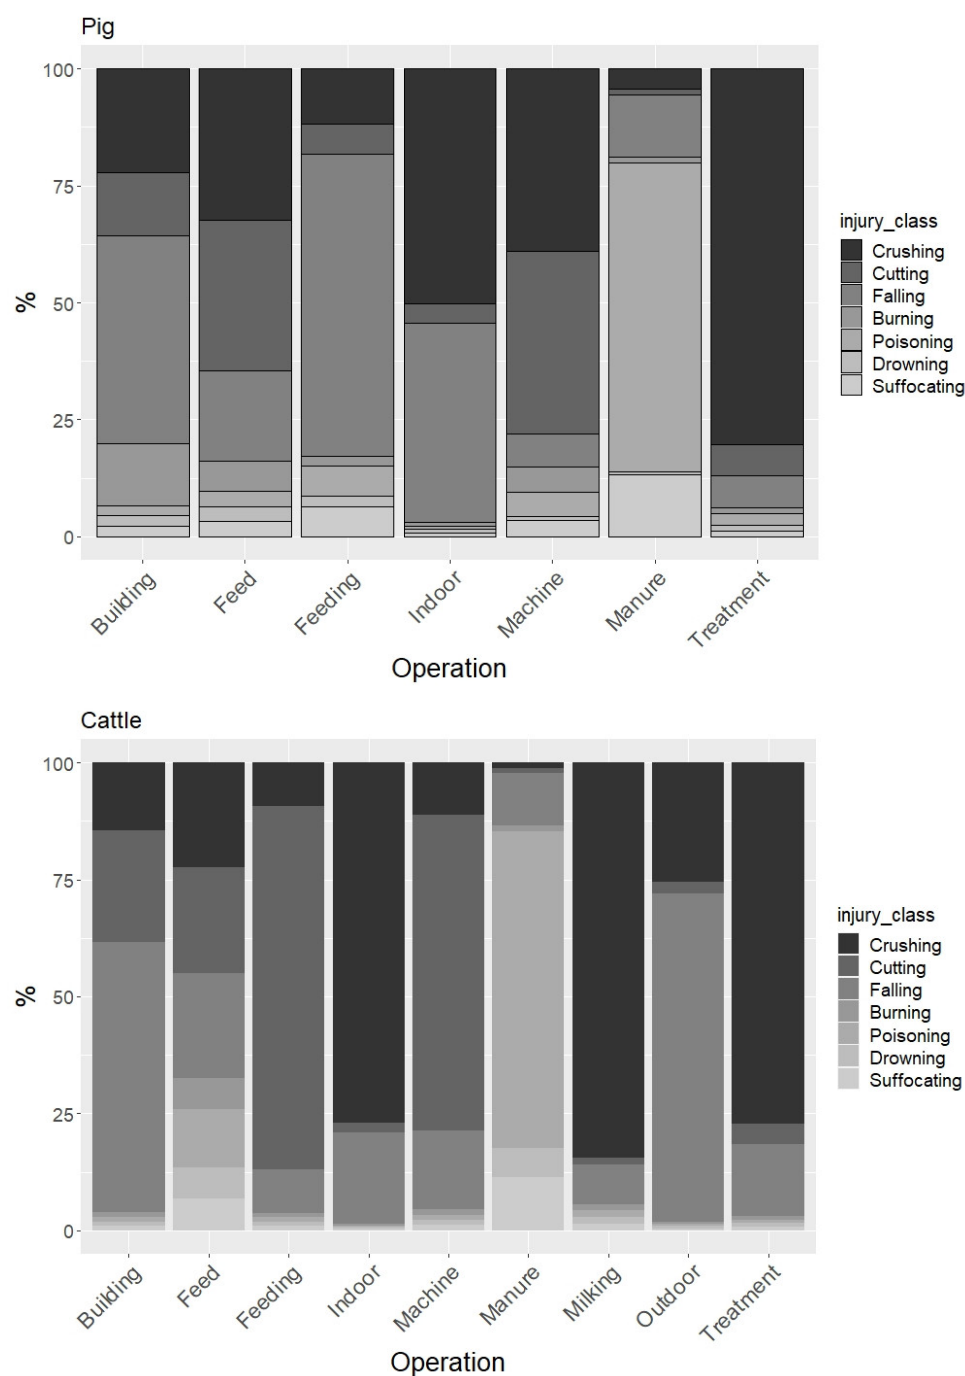 Pig
100
75
50
25
0
%
Building
Feed
Feeding
Indoor
Machine
Manure
Treatment
Operation
injury_class
Crushing
Cutting
Falling
Burning
Poisoning
Drowning
Suffocating
Cattle
100
75
50
25
0
%
Building
Feed
Feeding
Indoor
Machine
Manure
Milking
Outdoor
Treatment
Operation
injury_class
Crushing
Cutting
Falling
Burning
Poisoning
Drowning
Suffocating